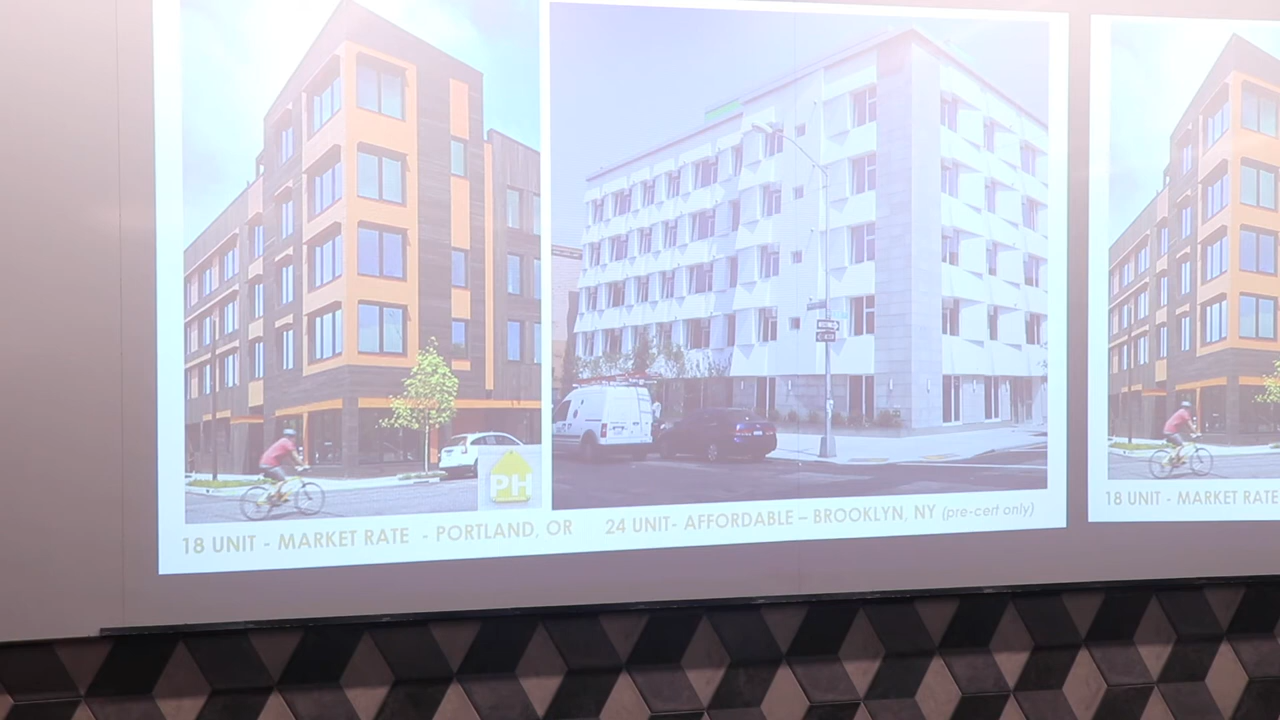 PH
18 UNIT - MARKET RATE - PORTLAND, OR
24 UNIT- AFFORDABLE – BROOKLYN, NY (pre-cert only)
18 UNIT - MARKET RATE